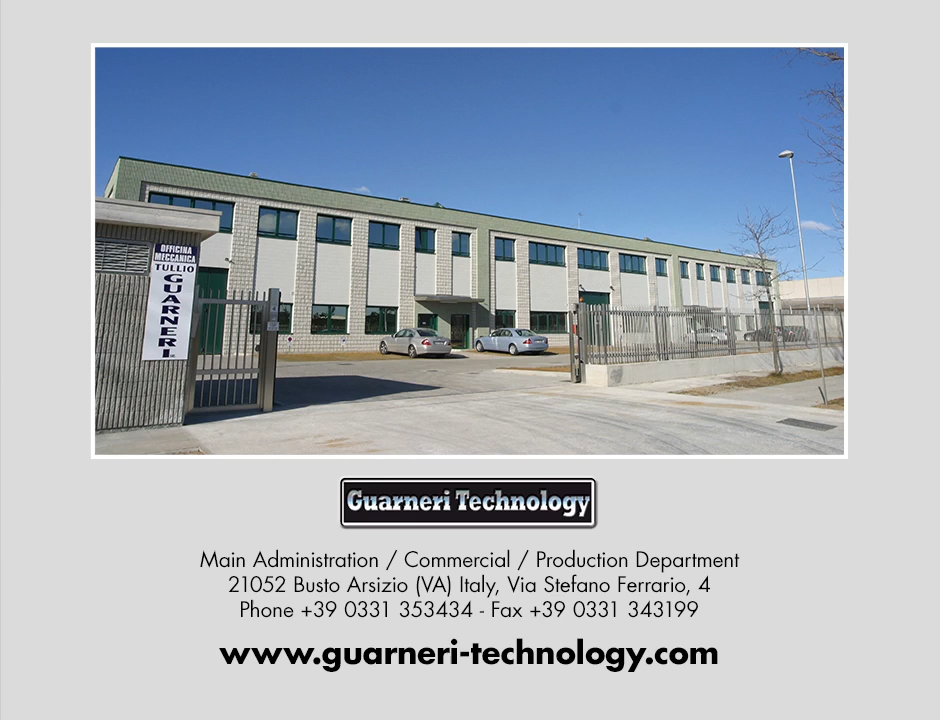 OFFICINA
MECCANICA
TULLIO
GUARNERI
Guarneri Technology
Main Administration / Commercial / Production Department
21052 Busto Arsizio (VA) Italy, Via Stefano Ferrario, 4
Phone +39 0331 353434 - Fax +39 0331 343199
www.guarneri-technology.com